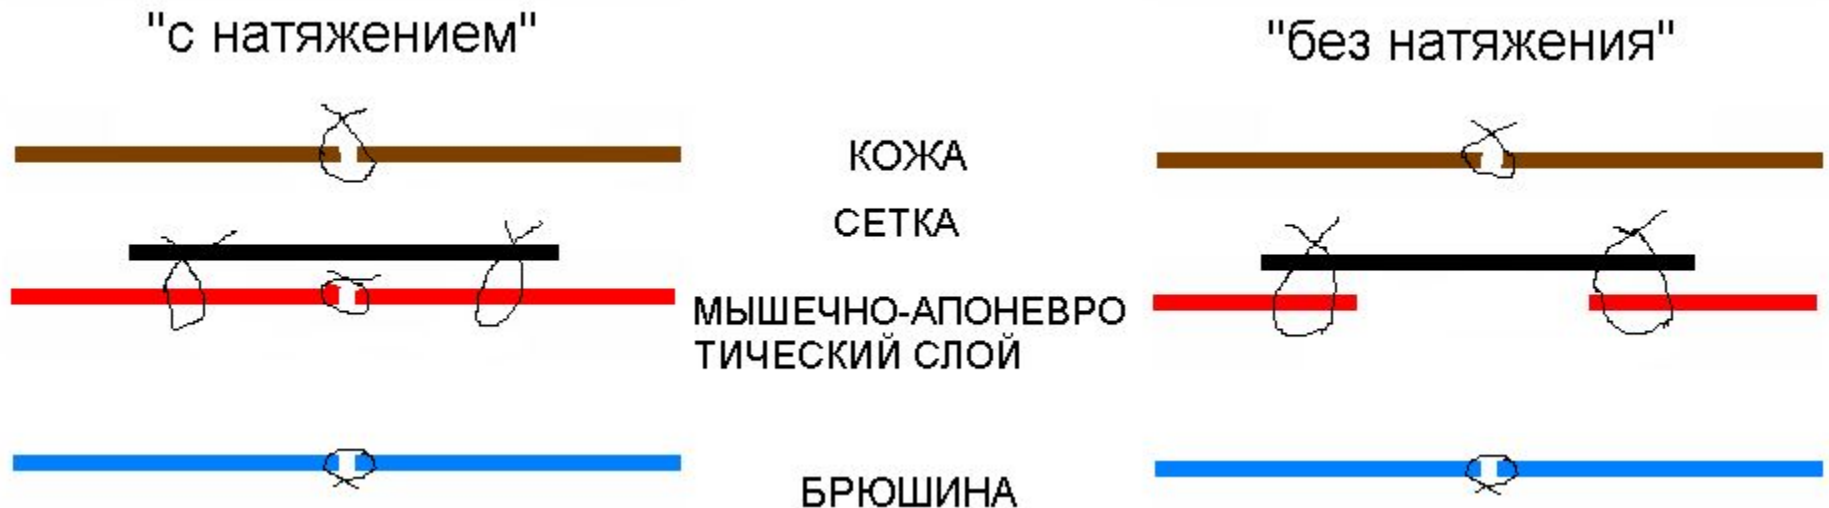 "с натяжением"
"без натяжения"
КОЖА
СЕТКА
МЫШЕЧНО-АПОНЕВРО
ТИЧЕСКИЙ СЛОЙ
БРЮШИНА